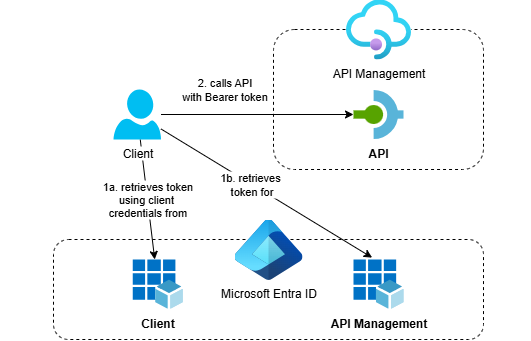 API Management
2. calls API
with Bearer token
API
Client
1a. retrieves token
using client
credentials from
1b. retrieves
token for
Microsoft Entra ID
Client
API Management